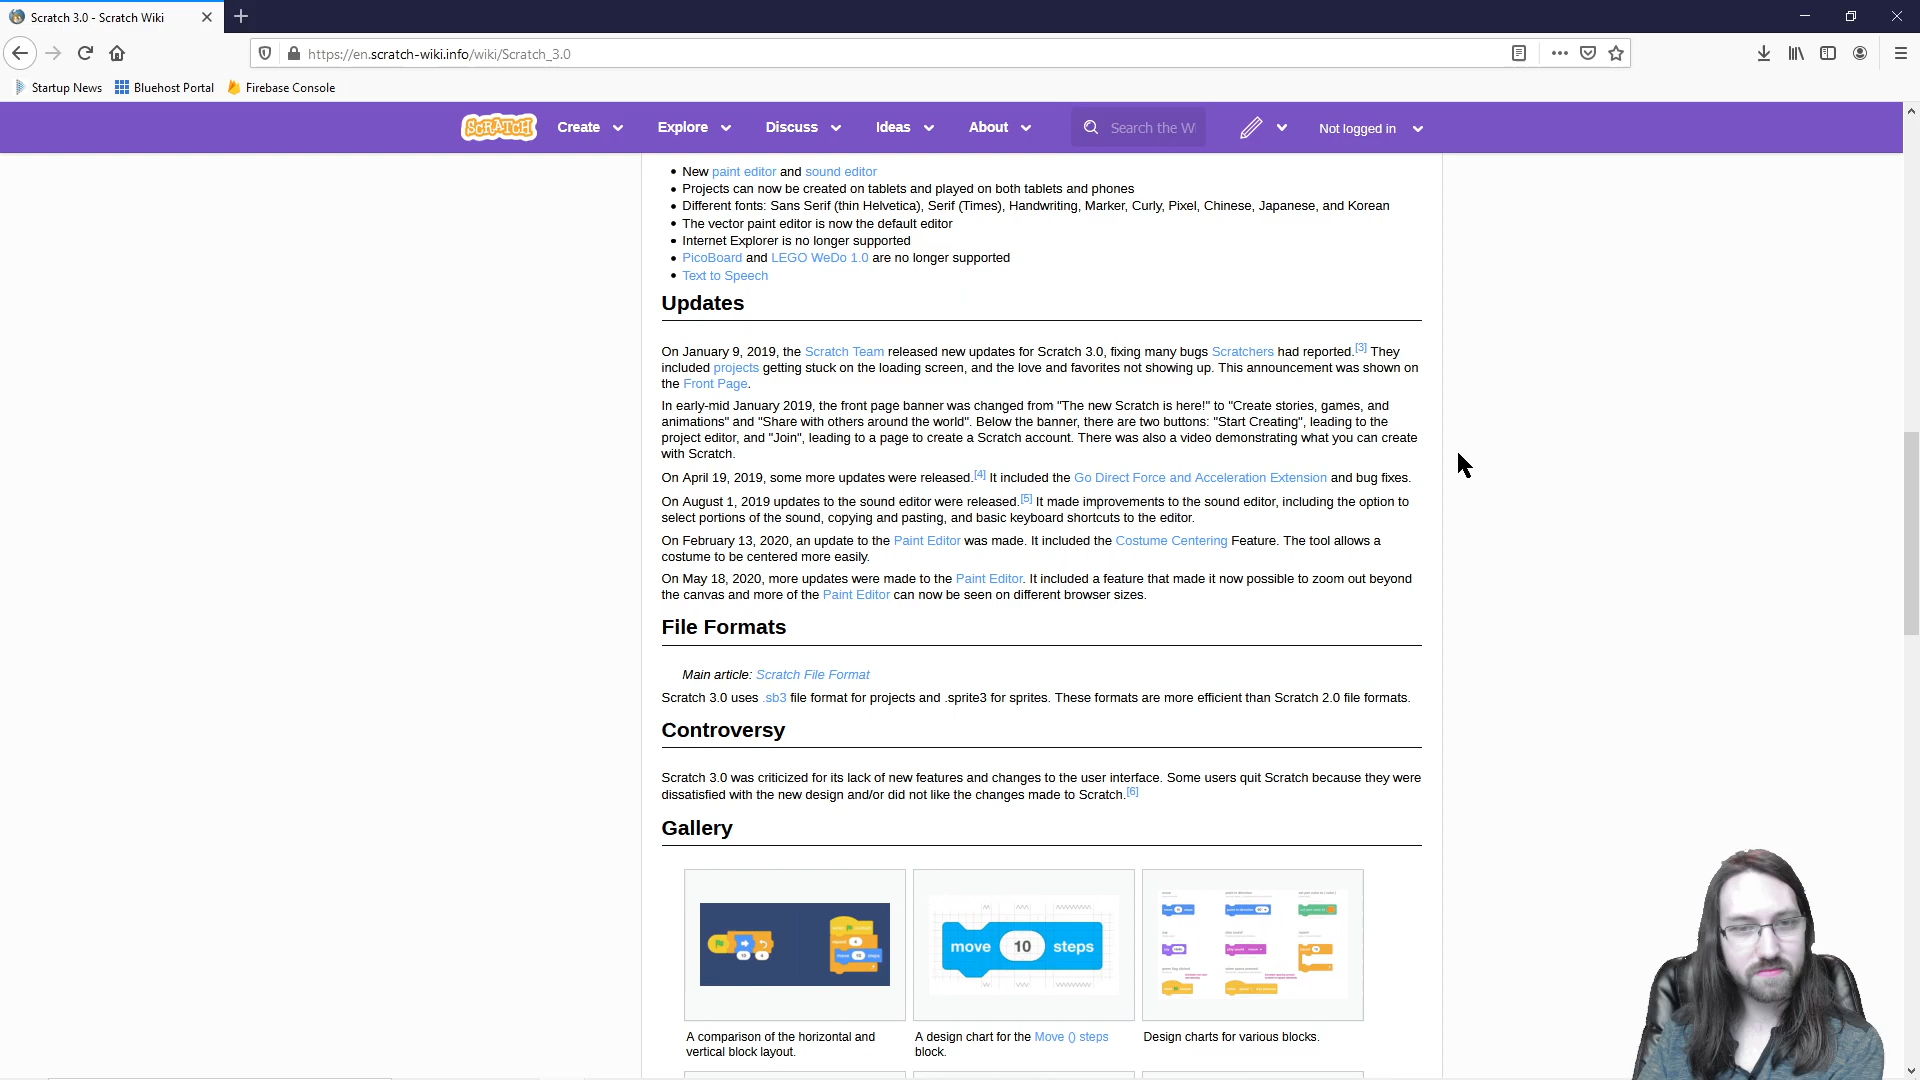 Scratch 3.0 - Scratch Wiki
https://en.scratch-wiki.info/wiki/Scratch_3.0
Startup News Bluehost Portal Firebase Console
SCRATCH Create Explore Discuss Ideas About Search the W Not logged in
• New paint editor and sound editor
• Projects can now be created on tablets and played on both tablets and phones
• Different fonts: Sans Serif (thin Helvetica), Serif (Times), Handwriting, Marker, Curly, Pixel, Chinese, Japanese, and Korean
• The vector paint editor is now the default editor
• Internet Explorer is no longer supported
• PicoBoard and LEGO WeDo 1.0 are no longer supported
• Text to Speech
Updates
On January 9, 2019, the Scratch Team released new updates for Scratch 3.0, fixing many bugs Scratchers had reported.[3] They
included projects getting stuck on the loading screen, and the love and favorites not showing up. This announcement was shown on
the Front Page.
In early-mid January 2019, the front page banner was changed from "The new Scratch is here!" to "Create stories, games, and
animations" and "Share with others around the world". Below the banner, there are two buttons: "Start Creating", leading to the
project editor, and "Join", leading to a page to create a Scratch account. There was also a video demonstrating what you can create
with Scratch.
On April 19, 2019, some more updates were released.[4] It included the Go Direct Force and Acceleration Extension and bug fixes.
On August 1, 2019 updates to the sound editor were released.[5] It made improvements to the sound editor, including the option to
select portions of the sound, copying and pasting, and basic keyboard shortcuts to the editor.
On February 13, 2020, an update to the Paint Editor was made. It included the Costume Centering Feature. The tool allows a
costume to be centered more easily.
On May 18, 2020, more updates were made to the Paint Editor. It included a feature that made it now possible to zoom out beyond
the canvas and more of the Paint Editor can now be seen on different browser sizes.
File Formats
Main article: Scratch File Format
Scratch 3.0 uses .sb3 file format for projects and .sprite3 for sprites. These formats are more efficient than Scratch 2.0 file formats.
Controversy
Scratch 3.0 was criticized for its lack of new features and changes to the user interface. Some users quit Scratch because they were
dissatisfied with the new design and/or did not like the changes made to Scratch.[6]
Gallery
move 10 steps
A comparison of the horizontal and
vertical block layout.
A design chart for the Move () steps
block.
Design charts for various blocks.